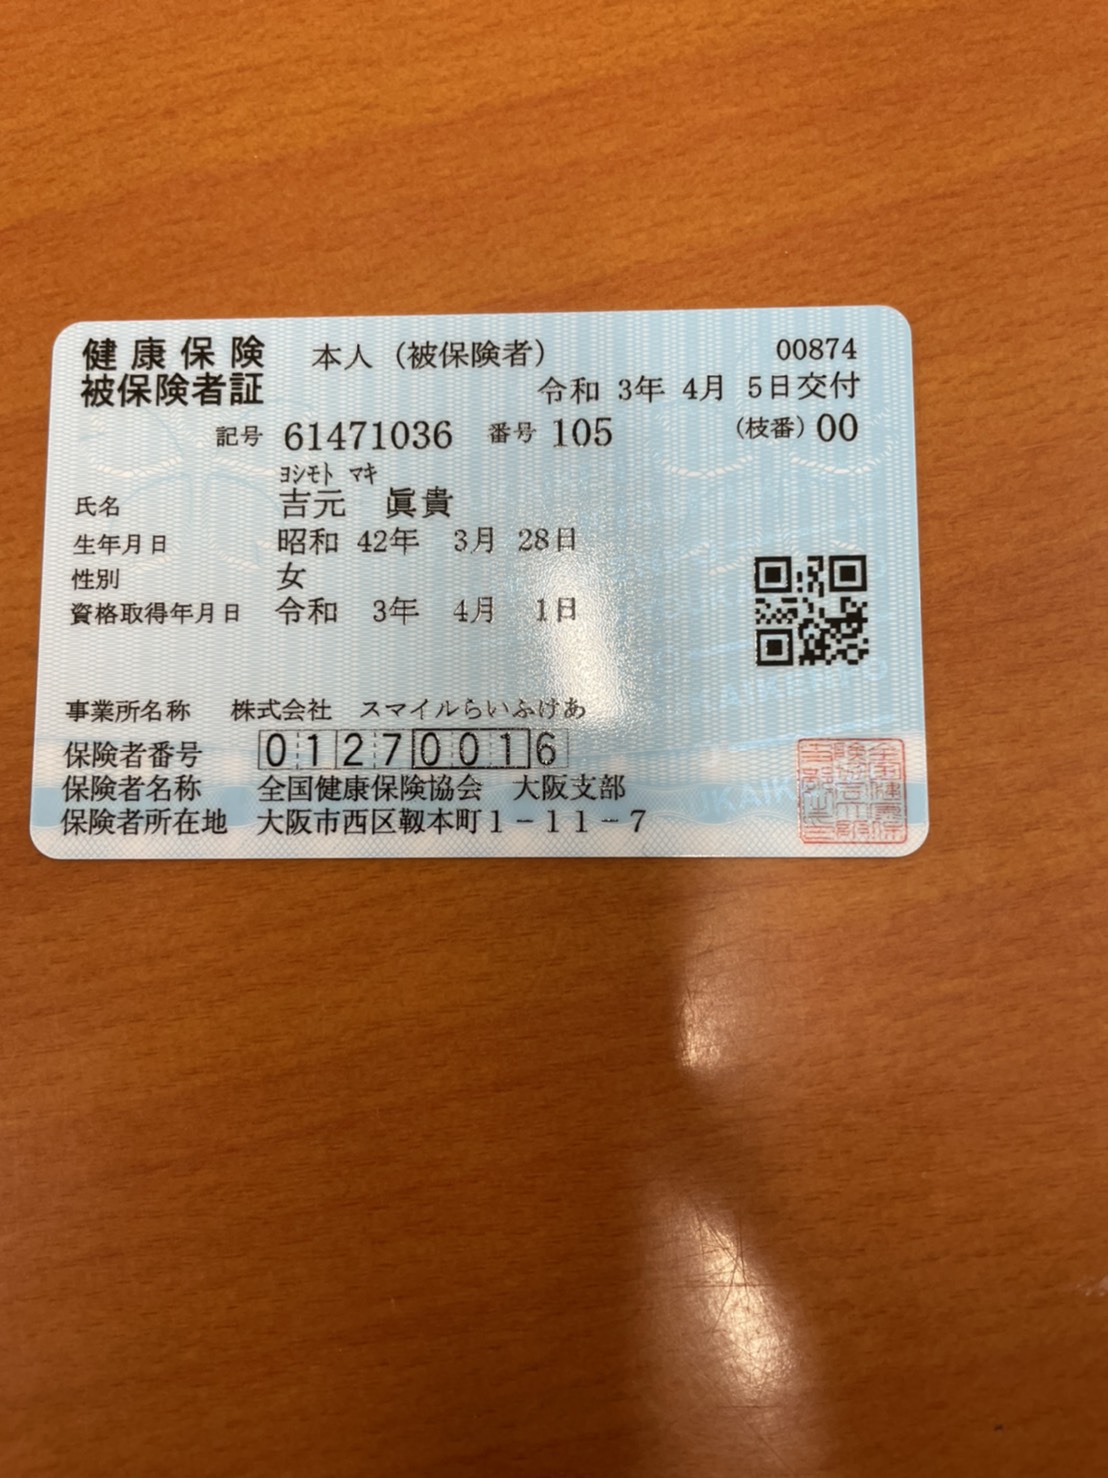 健康保険 本人（被保険者） 00874
被保険者証 令和 3年 4月 5日交付
記号 61471036 番号 105 （枝番）00
ﾖｼﾓﾄ ﾏｷ
氏名 吉元 眞貴
生年月日 昭和 42年 3月 28日
性別 女
資格取得年月日 令和 3年 4月 1日
事業所名称 株式会社 スマイルらいふけあ
保険者番号 01270016
保険者名称 全国健康保険協会 大阪支部
保険者所在地 大阪市西区靱本町１－１１－７